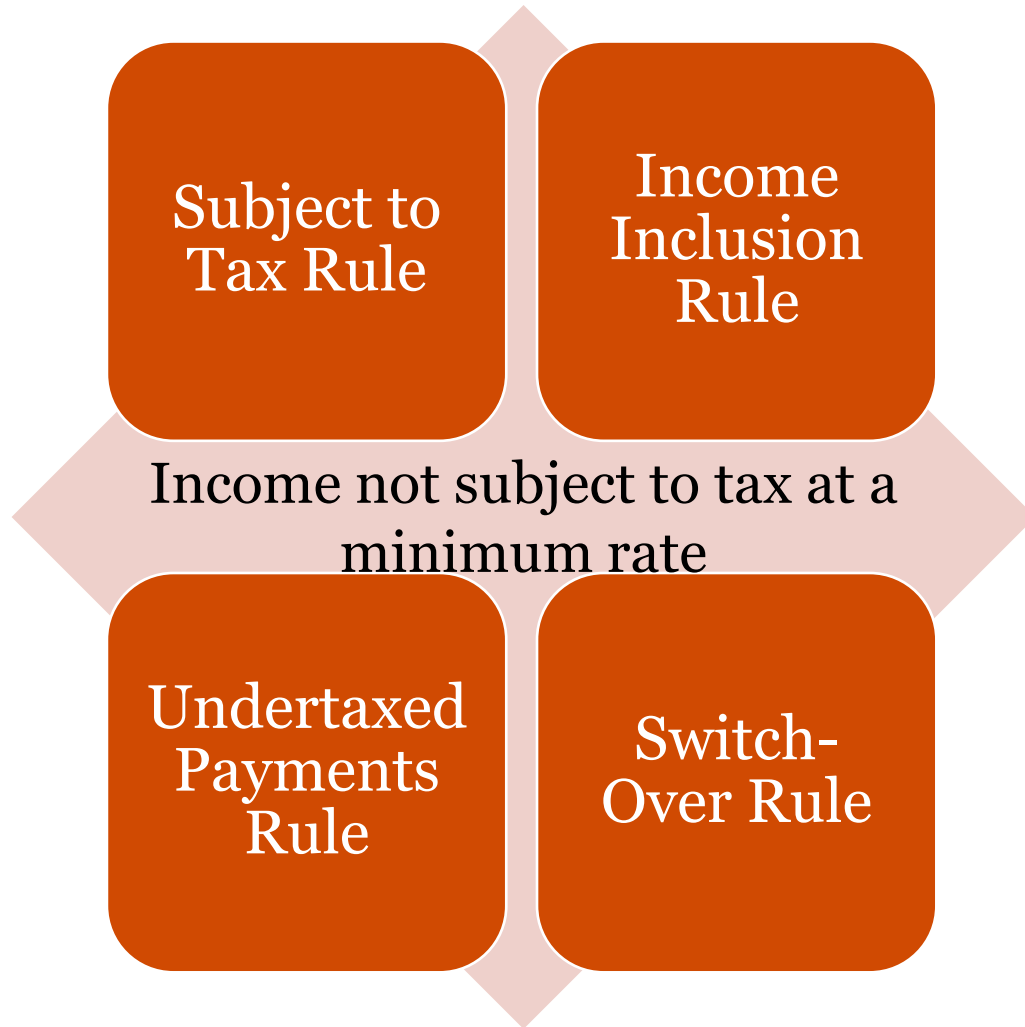 Subject to
Tax Rule
Income
Inclusion
Rule
Income not subject to tax at a
minimum rate
Undertaxed
Payments
Rule
Switch-
Over Rule